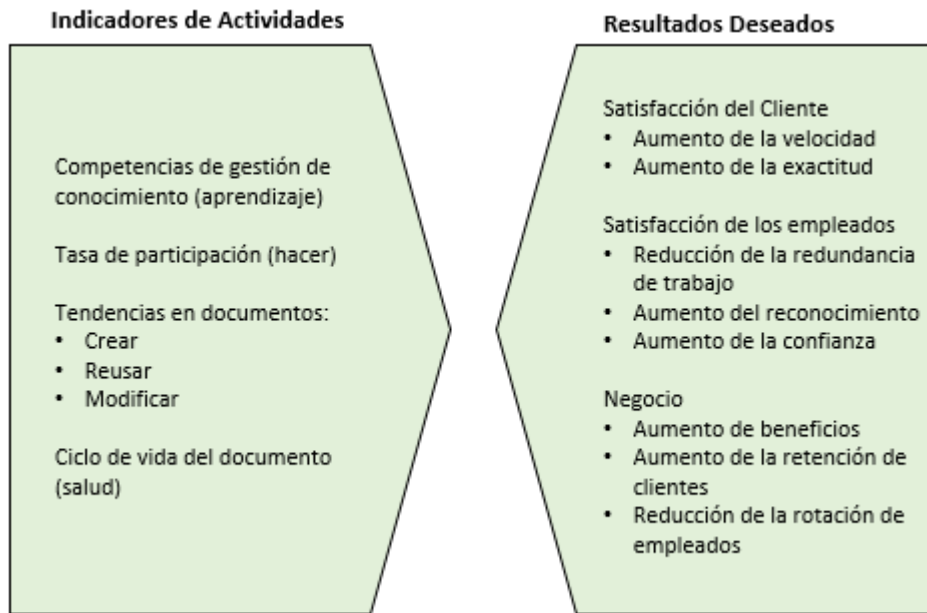 Indicadores de Actividades
Competencias de gestión de
conocimiento (aprendizaje)
Tasa de participación (hacer)
Tendencias en documentos:
• Crear
• Reusar
• Modificar
Ciclo de vida del documento
(salud)
Resultados Deseados
Satisfacción del Cliente
• Aumento de la velocidad
• Aumento de la exactitud
Satisfacción de los empleados
• Reducción de la redundancia
de trabajo
• Aumento del reconocimiento
• Aumento de la confianza
Negocio
• Aumento de beneficios
• Aumento de la retención de
clientes
• Reducción de la rotación de
empleados